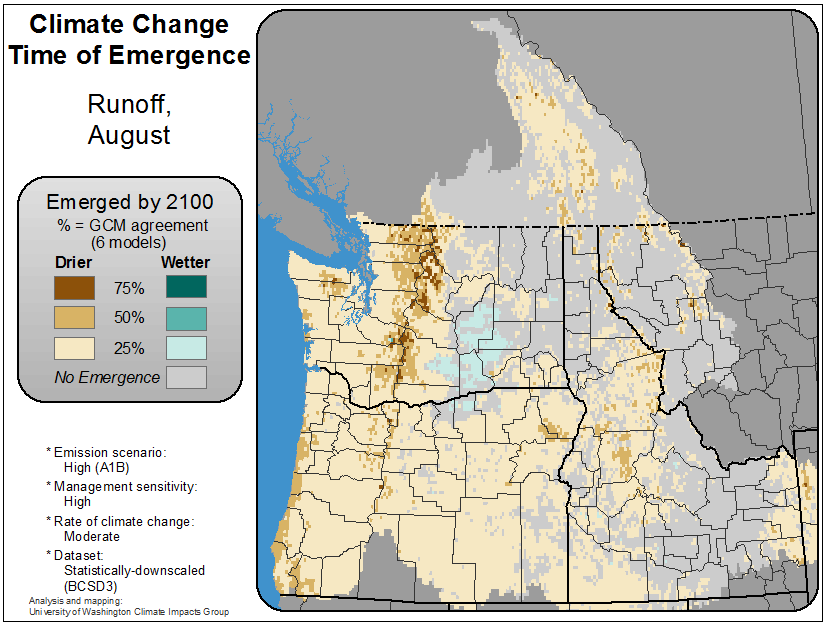 Climate Change
Time of Emergence
Runoff,
August
Emerged by 2100
% = GCM agreement
(6 models)
Drier Wetter
75%
50%
25%
No Emergence
* Emission scenario:
High (A1B)
* Management sensitivity:
High
* Rate of climate change:
Moderate
* Dataset:
Statistically-downscaled
(BCSD3)
Analysis and mapping:
University of Washington Climate Impacts Group